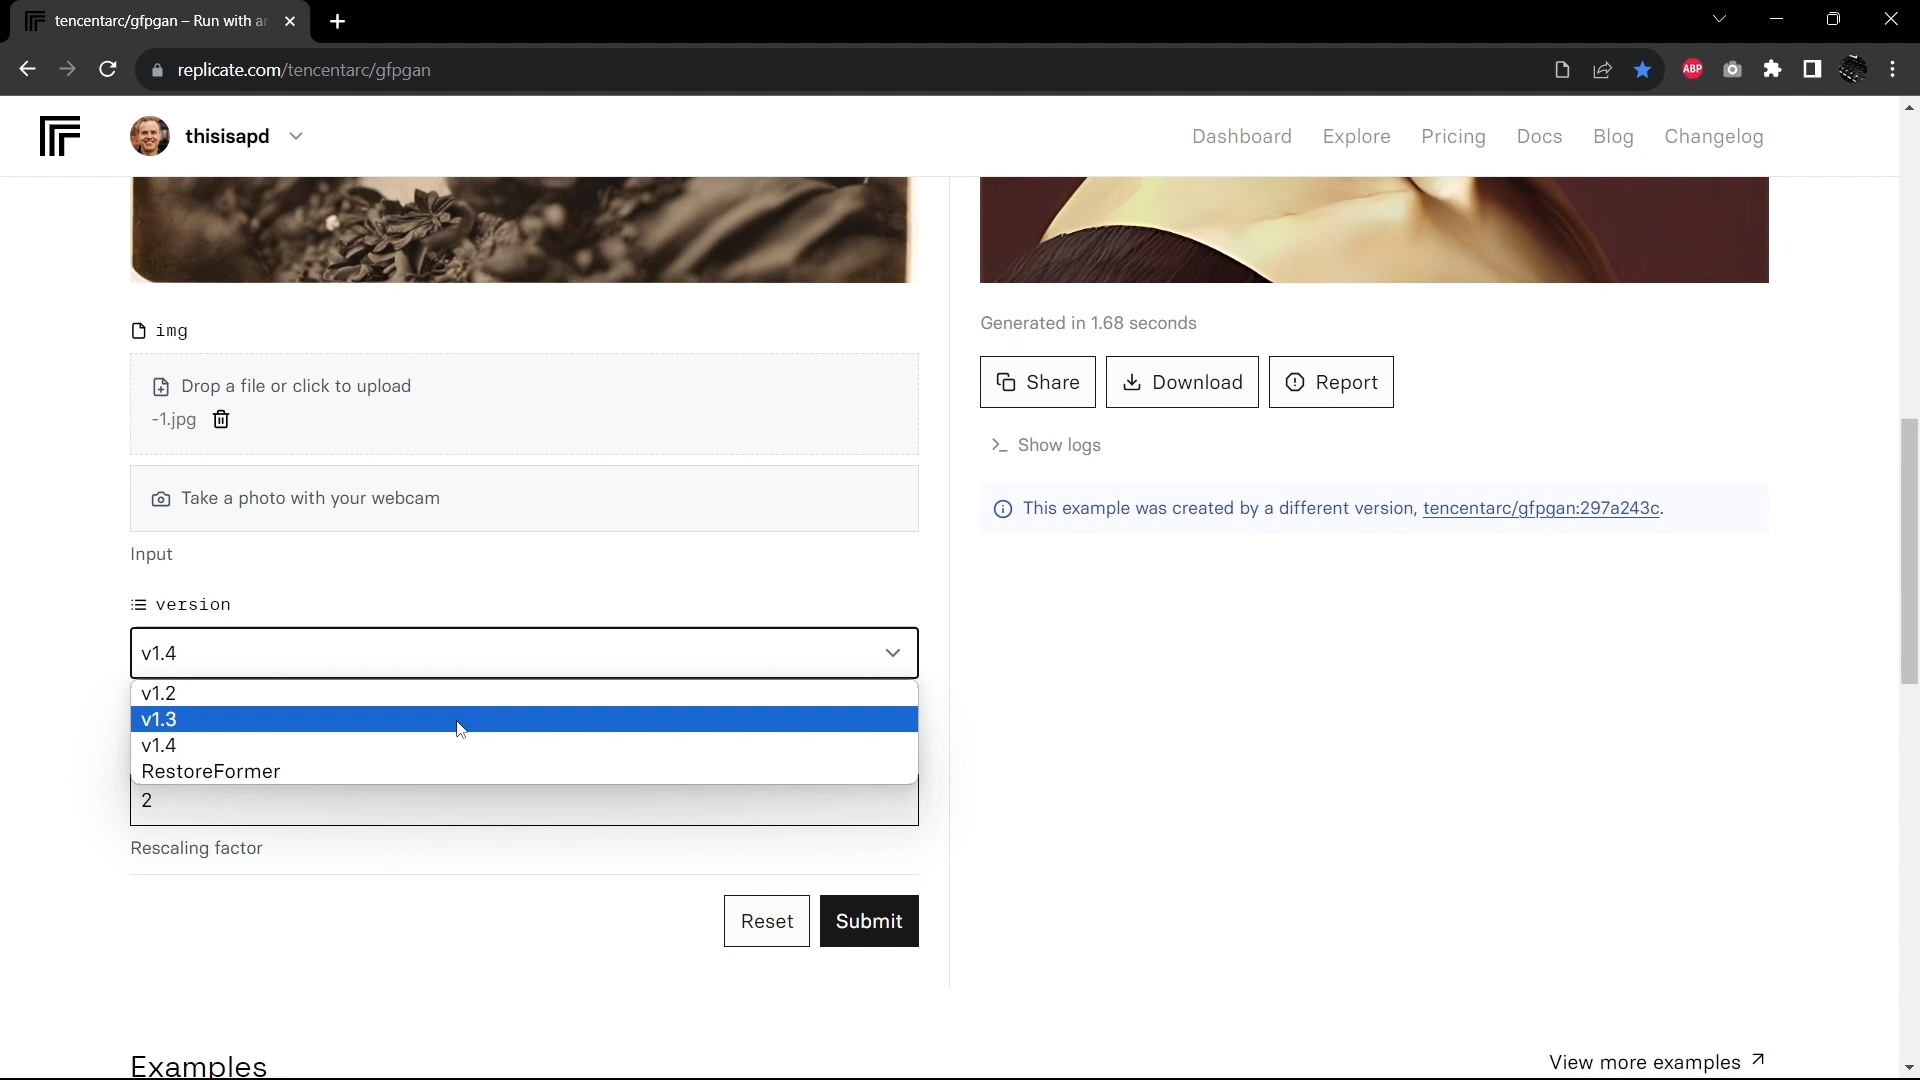 tencentarc/gfpgan – Run with a
replicate.com/tencentarc/gfpgan
ABP
thisisapd
Dashboard
Explore
Pricing
Docs
Blog
Changelog
img
Drop a file or click to upload
-1.jpg
Take a photo with your webcam
Input
version
v1.4
v1.2
v1.3
v1.4
RestoreFormer
2
Rescaling factor
Reset
Submit
Generated in 1.68 seconds
Share
Download
Report
Show logs
This example was created by a different version, tencentarc/gfpgan:297a243c.
Examples
View more examples